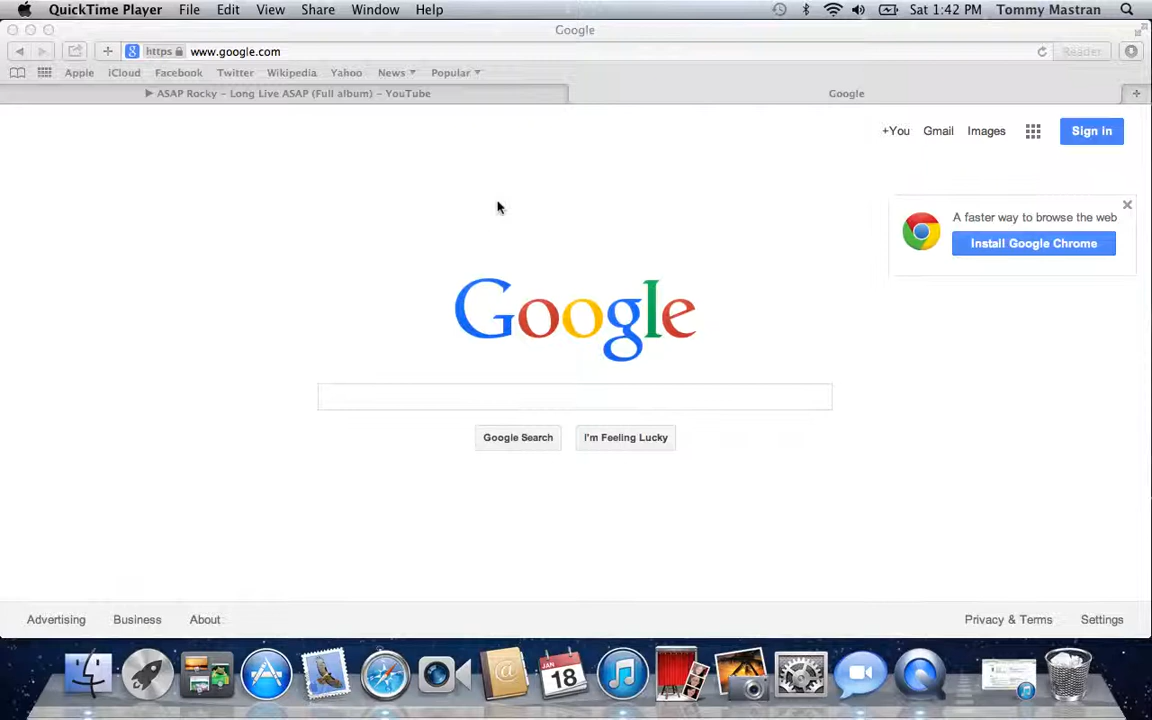 QuickTime Player File Edit View Share Window Help Sat 1:42 PM Tommy Mastran
Google
https www.google.com Reader
Apple iCloud Facebook Twitter Wikipedia Yahoo News Popular
ASAP Rocky – Long Live ASAP (Full album) – YouTube Google
+You Gmail Images Sign in
A faster way to browse the web
Install Google Chrome
Google
Google Search I'm Feeling Lucky
Advertising Business About Privacy & Terms Settings
JAN
18